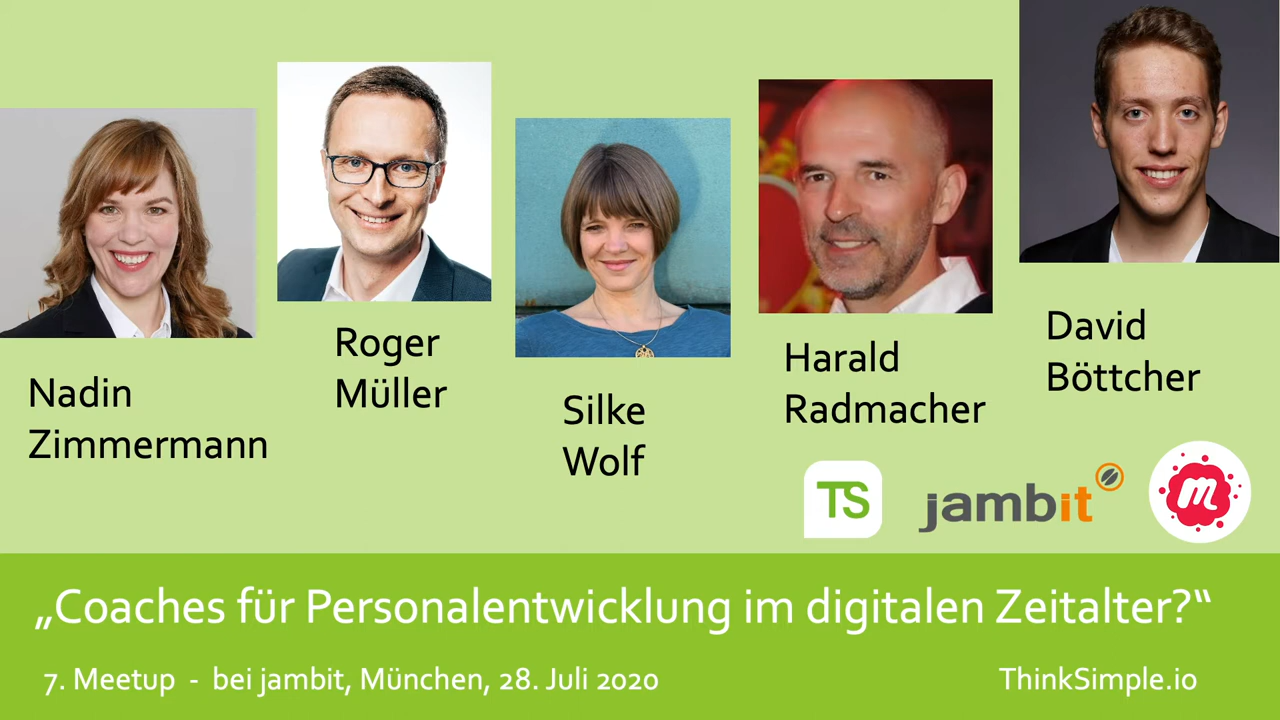 Nadin
Zimmermann
Roger
Müller
Silke
Wolf
Harald
Radmacher
David
Böttcher
TS
jambit
m
„Coaches für Personalentwicklung im digitalen Zeitalter?“
7. Meetup - bei jambit, München, 28. Juli 2020
ThinkSimple.io